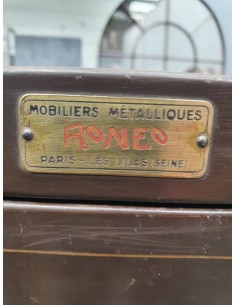 MOBILIERS MÉTALLIQUES
RONEO
PARIS - LES LILAS (SEINE)